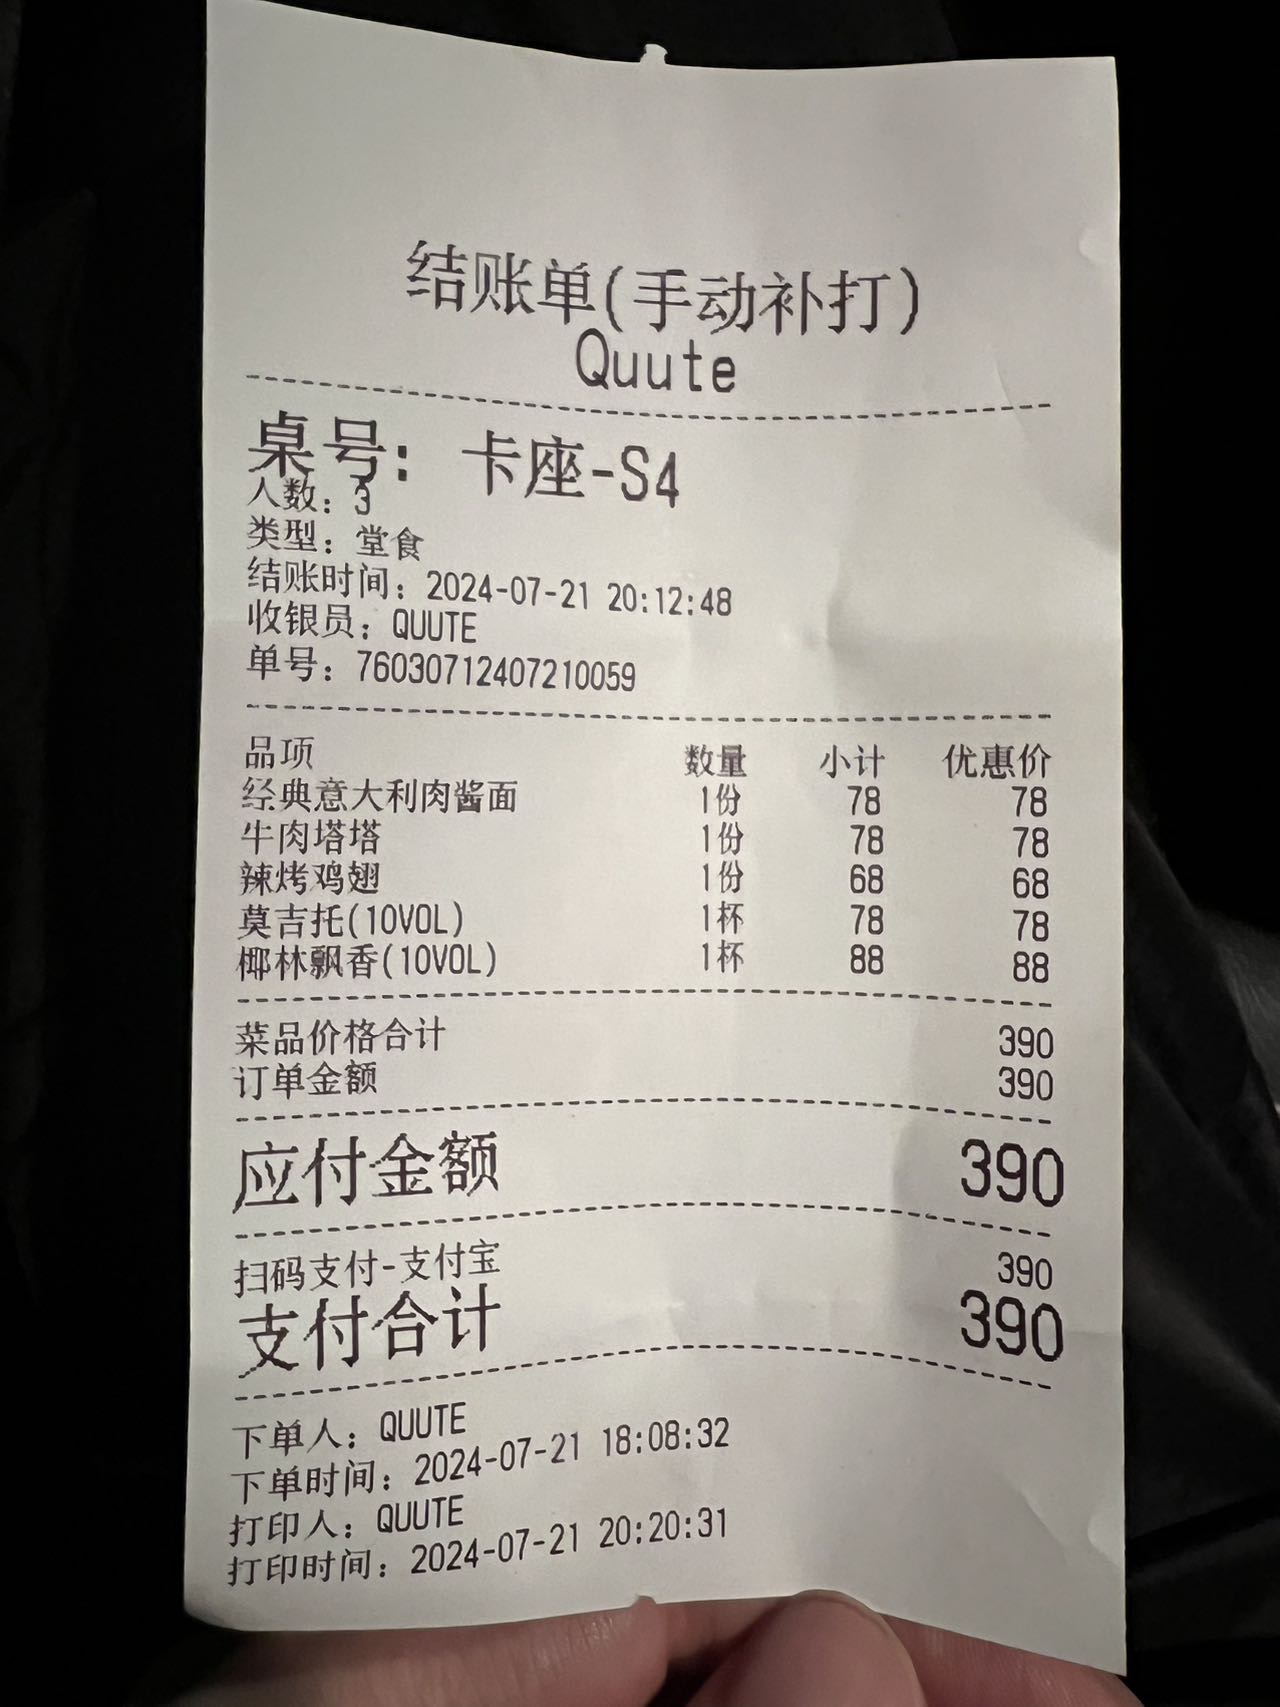 结账单(手动补打)
Quute
桌号: 卡座-S4
人数: 3
类型: 堂食
结账时间: 2024-07-21 20:12:48
收银员: QUUTE
单号: 76030712407210059
品项 数量 小计 优惠价
经典意大利肉酱面 1份 78 78
牛肉塔塔 1份 78 78
辣烤鸡翅 1份 68 68
莫吉托(10VOL) 1杯 78 78
椰林飘香(10VOL) 1杯 88 88
菜品价格合计 390
订单金额 390
应付金额 390
扫码支付-支付宝 390
支付合计 390
下单人: QUUTE
下单时间: 2024-07-21 18:08:32
打印人: QUUTE
打印时间: 2024-07-21 20:20:31